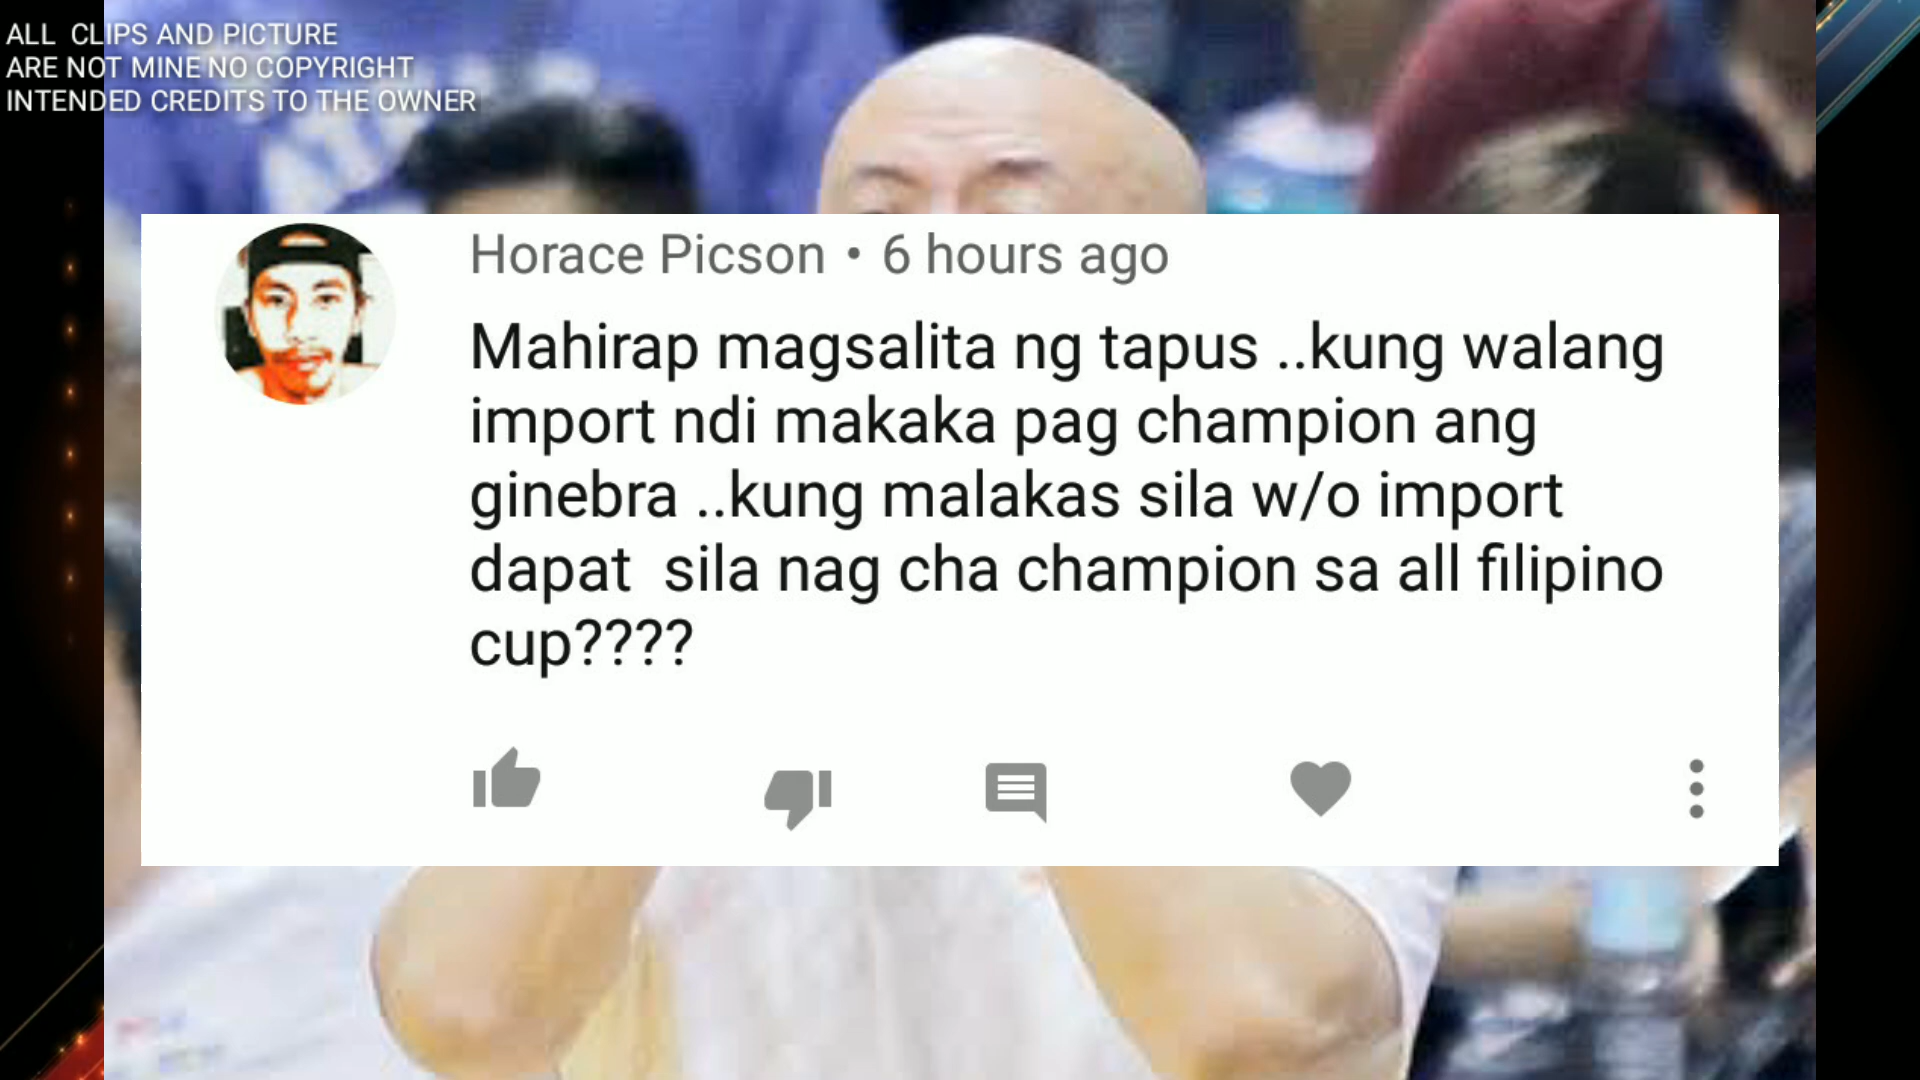 ALL CLIPS AND PICTURE
ARE NOT MINE NO COPYRIGHT
INTENDED CREDITS TO THE OWNER
Horace Picson • 6 hours ago
Mahirap magsalita ng tapus ..kung walang
import ndi makaka pag champion ang
ginebra ..kung malakas sila w/o import
dapat  sila nag cha champion sa all filipino
cup????